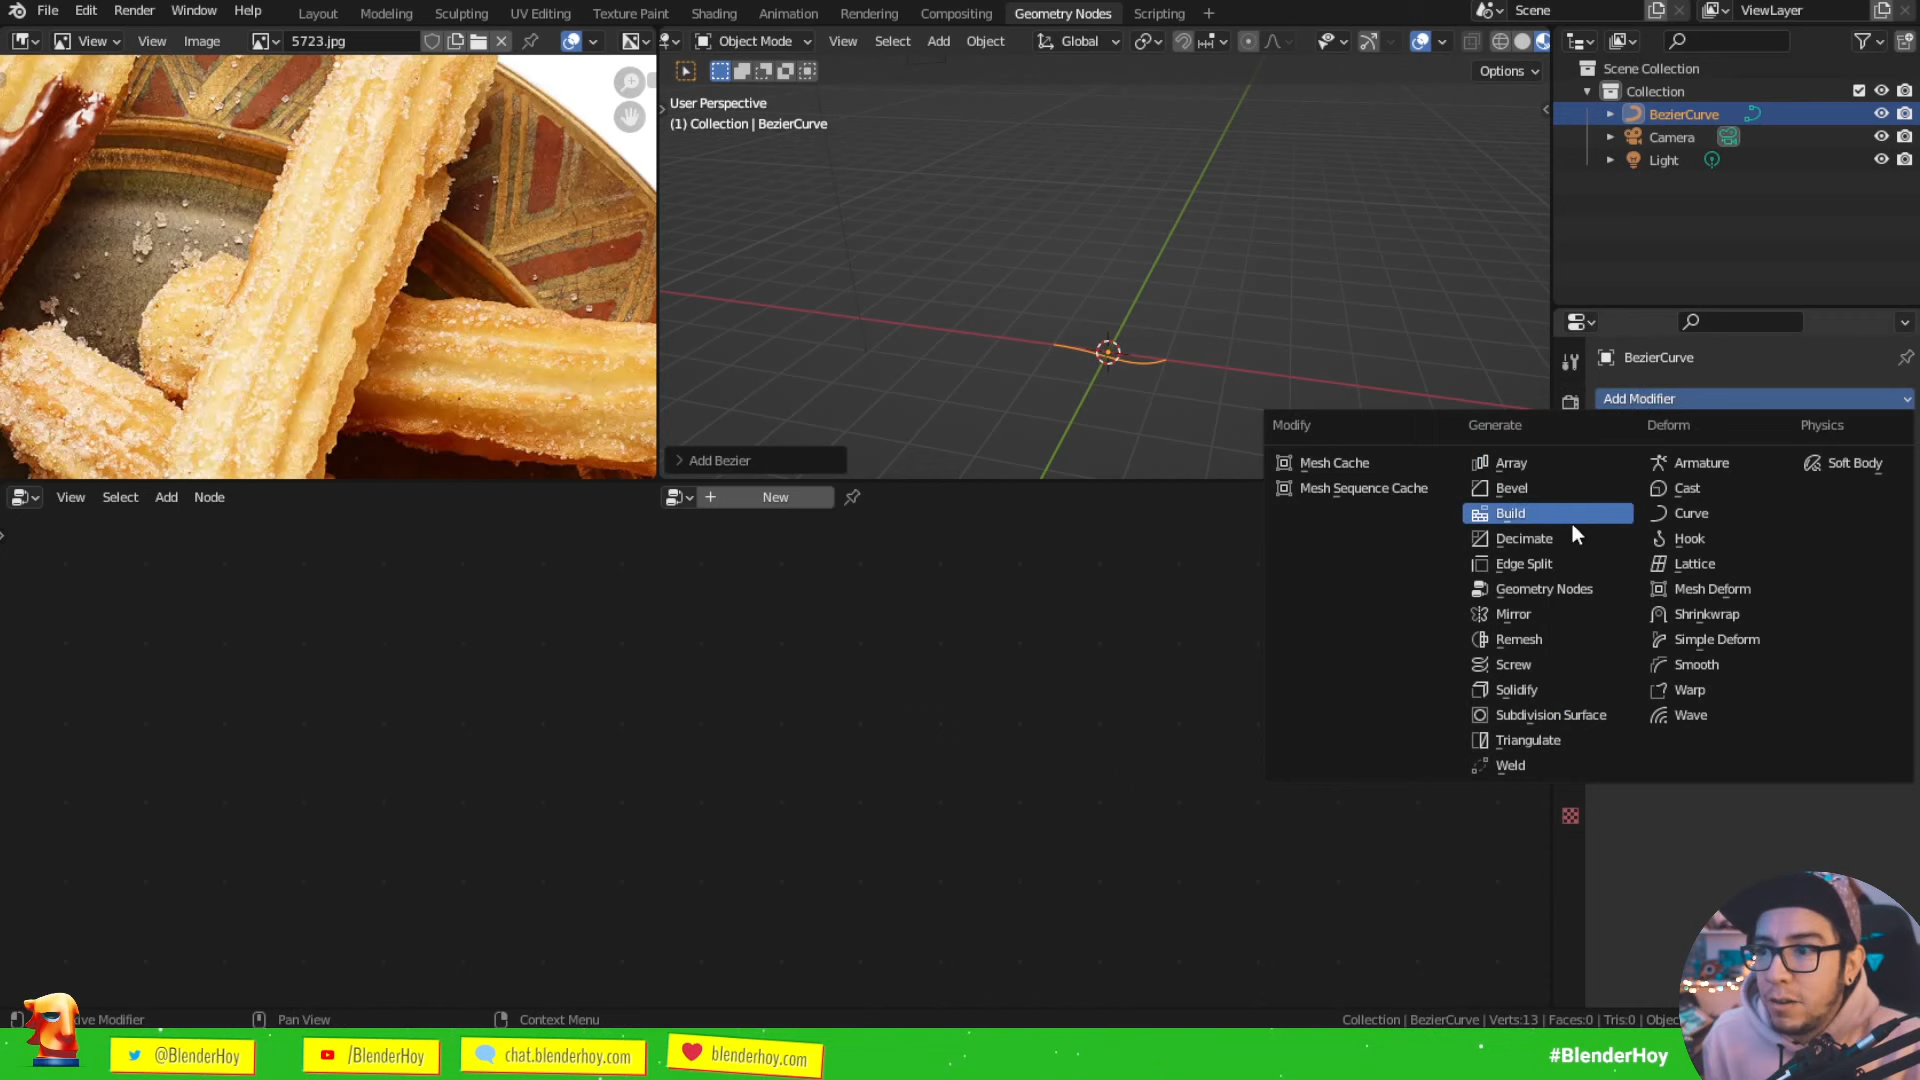 File Edit Render Window Help Layout Modeling Sculpting UV Editing Texture Paint Shading Animation Rendering Compositing Geometry Nodes Scripting + Scene ViewLayer
View View Image 5723.jpg Object Mode View Select Add Object Global
Options
User Perspective
(1) Collection | BezierCurve
Scene Collection
Collection
BezierCurve
Camera
Light
BezierCurve
Add Modifier
Add Bezier
View Select Add Node
New
Modify Generate Deform Physics
Mesh Cache Array Armature Soft Body
Mesh Sequence Cache Bevel Cast
Build Curve
Decimate Hook
Edge Split Lattice
Geometry Nodes Mesh Deform
Mirror Shrinkwrap
Remesh Simple Deform
Screw Smooth
Solidify Warp
Subdivision Surface Wave
Triangulate
Weld
Modifier Pan View Context Menu Collection | BezierCurve | Verts:13 | Faces:0 | Tris:0 |
@BlenderHoy /BlenderHoy chat.blenderhoy.com blenderhoy.com #BlenderHoy